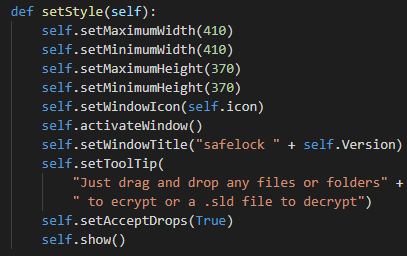 def setStyle(self):
    self.setMaximumWidth(410)
    self.setMinimumWidth(410)
    self.setMaximumHeight(370)
    self.setMinimumHeight(370)
    self.setWindowIcon(self.icon)
    self.activateWindow()
    self.setWindowTitle("safelock " + self.Version)
    self.setToolTip(
        "Just drag and drop any files or folders" +
        " to ecrypt or a .sld file to decrypt")
    self.setAcceptDrops(True)
    self.show()